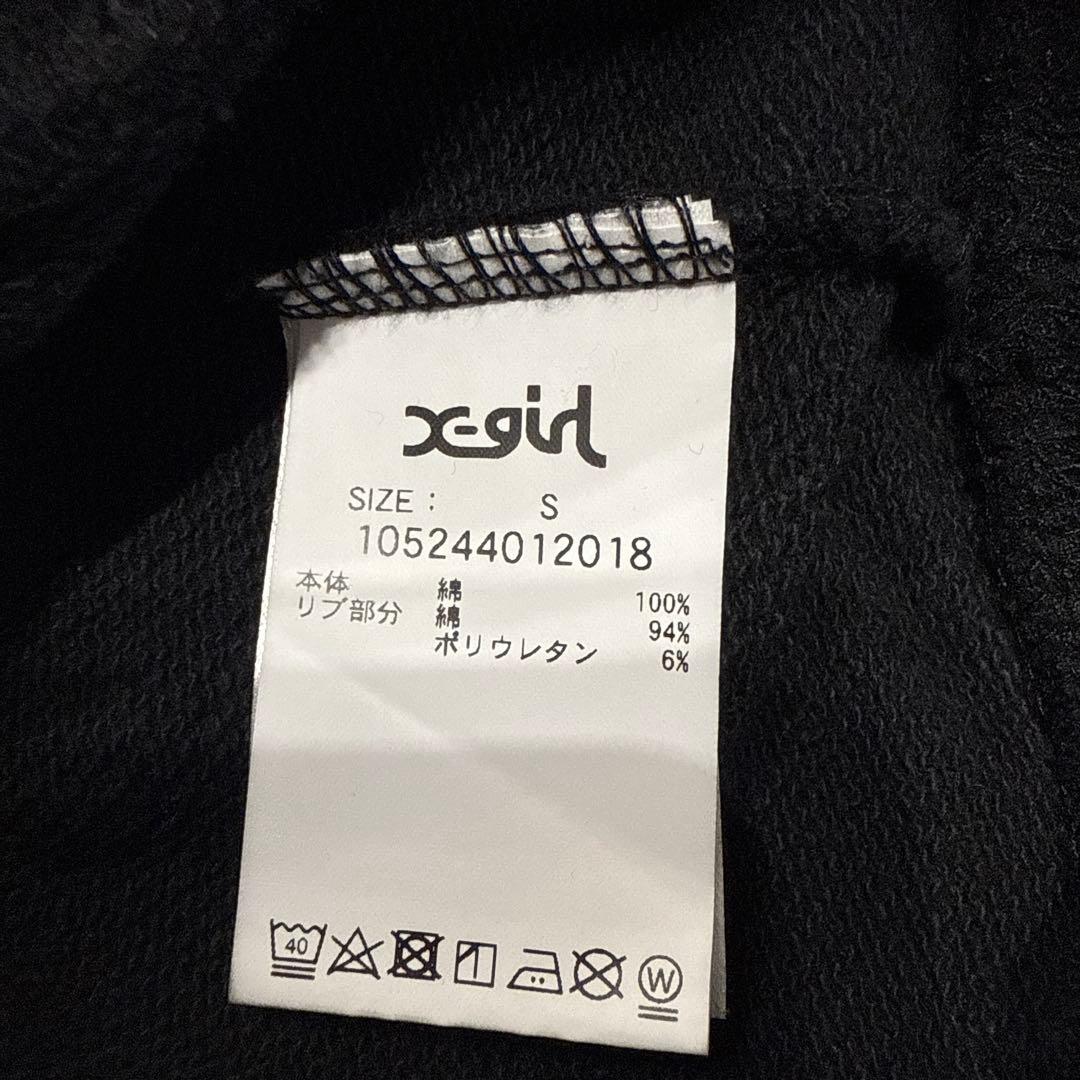 X-girl
SIZE : S
105244012018
本体 綿 100%
リブ部分 綿 94%
ポリウレタン 6%
40
W